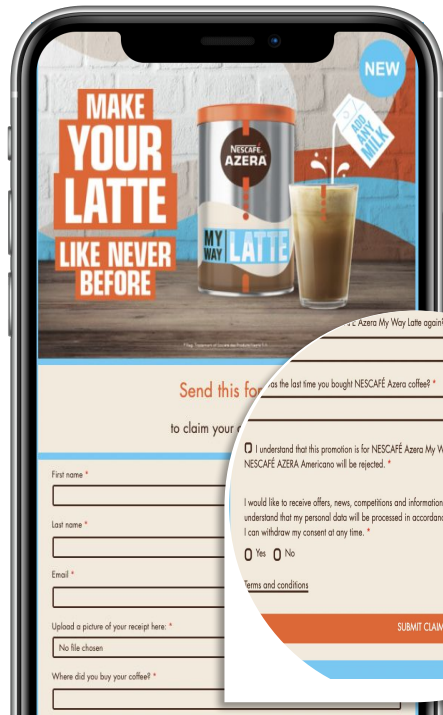 NEW
MAKE
YOUR
LATTE
LIKE NEVER
BEFORE
NESCAFÉ.
AZERA
MY
WAY
LATTE
ADD
ANY
MILK
Send this for
to claim your
First name *
Last name *
Email *
Upload a picture of your receipt here: *
No file chosen
Where did you buy your coffee? *
Azera My Way Latte again?
as the last time you bought NESCAFÉ Azera coffee? *
I understand that this promotion is for NESCAFÉ Azera My W
NESCAFÉ AZERA Americano will be rejected. *
I would like to receive offers, news, competitions and information
understand that my personal data will be processed in accordanc
I can withdraw my consent at any time. *
Yes No
Terms and conditions
SUBMIT CLAIM